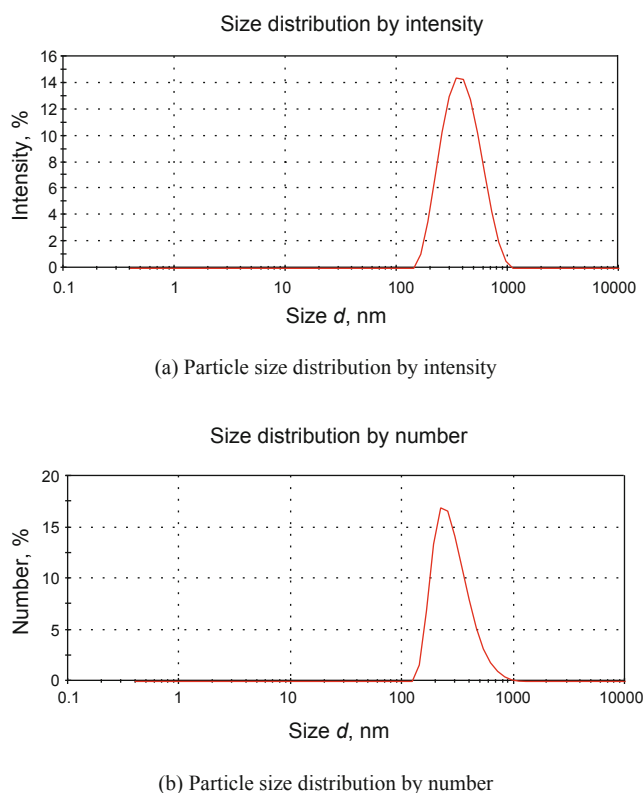 Size distribution by intensity
16
14
12
10
8
6
4
2
0
Intensity, %
0.1 1 10 100 1000 10000
Size d, nm
(a) Particle size distribution by intensity
Size distribution by number
20
15
10
5
0
Number, %
0.1 1 10 100 1000 10000
Size d, nm
(b) Particle size distribution by number